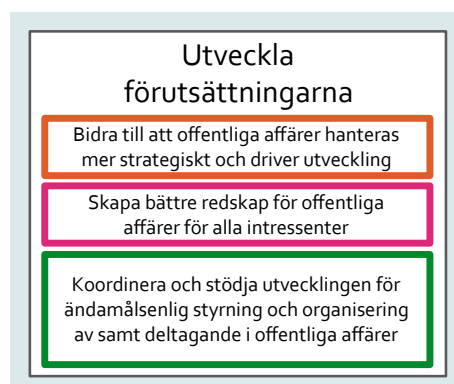 Utveckla
förutsättningarna
Bidra till att offentliga affärer hanteras
mer strategiskt och driver utveckling
Skapa bättre redskap för offentliga
affärer för alla intressenter
Koordinera och stödja utvecklingen för
ändamålsenlig styrning och organisering
av samt deltagande i offentliga affärer